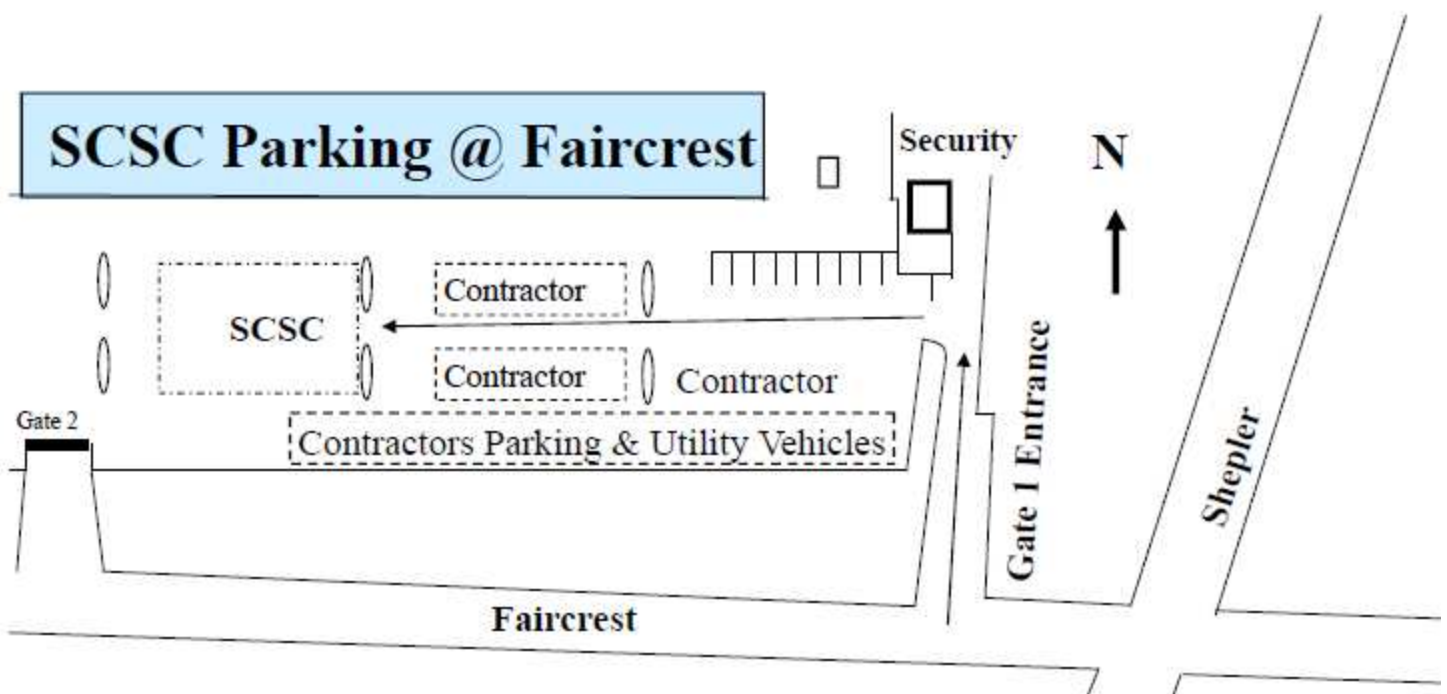 SCSC Parking @ Faircrest
Security
N
Contractor
SCSC
Contractor
Contractor
Gate 2
Contractors Parking & Utility Vehicles
Gate 1 Entrance
Shepler
Faircrest